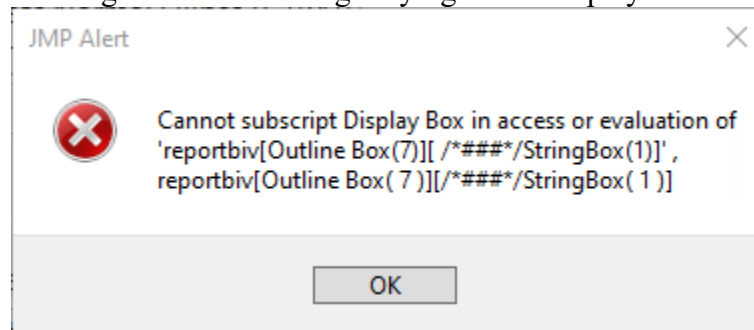 JMP Alert
Cannot subscript Display Box in access or evaluation of
'reportbiv[Outline Box(7)][ /*###*/StringBox(1)]' ,
reportbiv[Outline Box( 7 )][/*###*/StringBox( 1 )]
OK